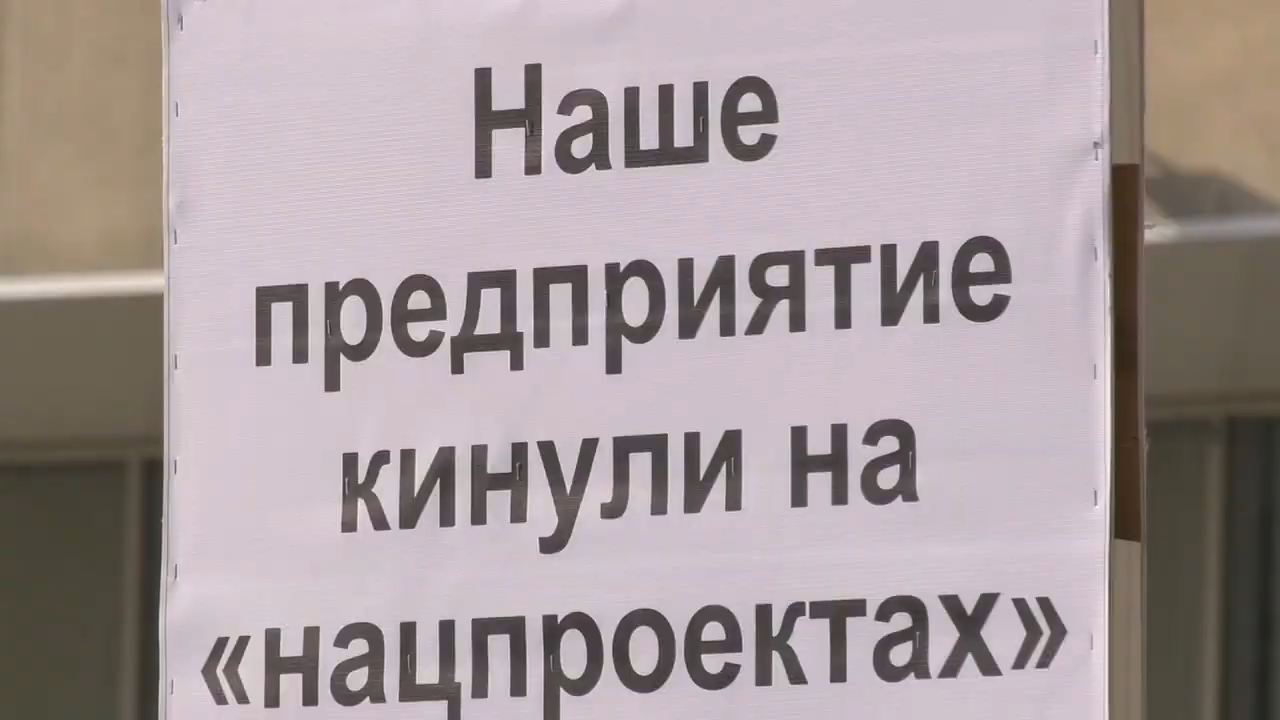 Наше
предприятие
кинули на
«нацпроектах»